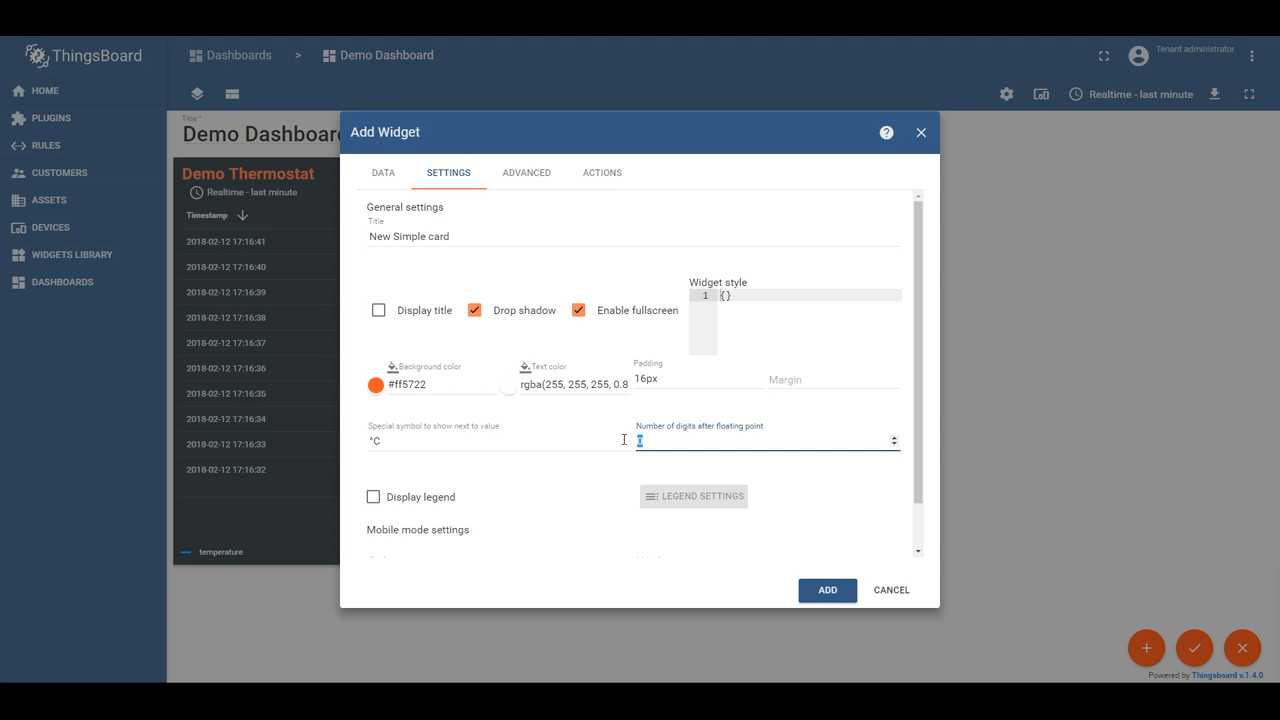 ThingsBoard
Dashboards > Demo Dashboard
Tenant administrator
HOME
PLUGINS
RULES
CUSTOMERS
ASSETS
DEVICES
WIDGETS LIBRARY
DASHBOARDS
Realtime - last minute
Title*
Demo Dashboar
Demo Thermostat
Realtime - last minute
Timestamp
2018-02-12 17:16:41
2018-02-12 17:16:40
2018-02-12 17:16:39
2018-02-12 17:16:38
2018-02-12 17:16:37
2018-02-12 17:16:36
2018-02-12 17:16:35
2018-02-12 17:16:34
2018-02-12 17:16:33
2018-02-12 17:16:32
temperature
Add Widget
DATA SETTINGS ADVANCED ACTIONS
General settings
Title
New Simple card
Widget style
1 {}
Display title Drop shadow Enable fullscreen
Background color Text color Padding
#ff5722 rgba(255, 255, 255, 0.8 16px Margin
Special symbol to show next to value Number of digits after floating point
°C 0
Display legend LEGEND SETTINGS
Mobile mode settings
ADD CANCEL
Powered by Thingsboard v.1.4.0